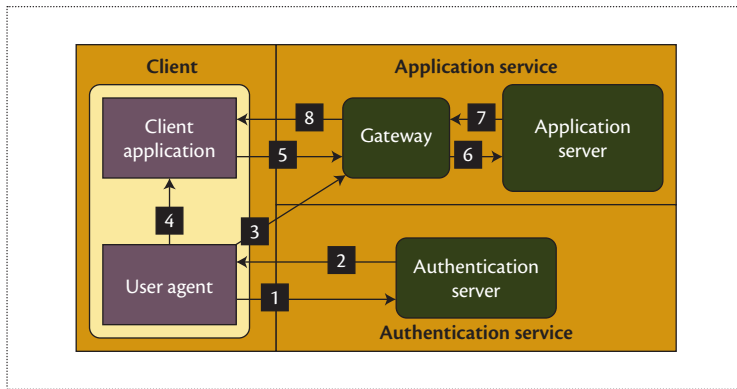 Client
Application service
Client
application
8
7
Gateway
Application
server
5
6
4
3
User agent
2
1
Authentication
server
Authentication service